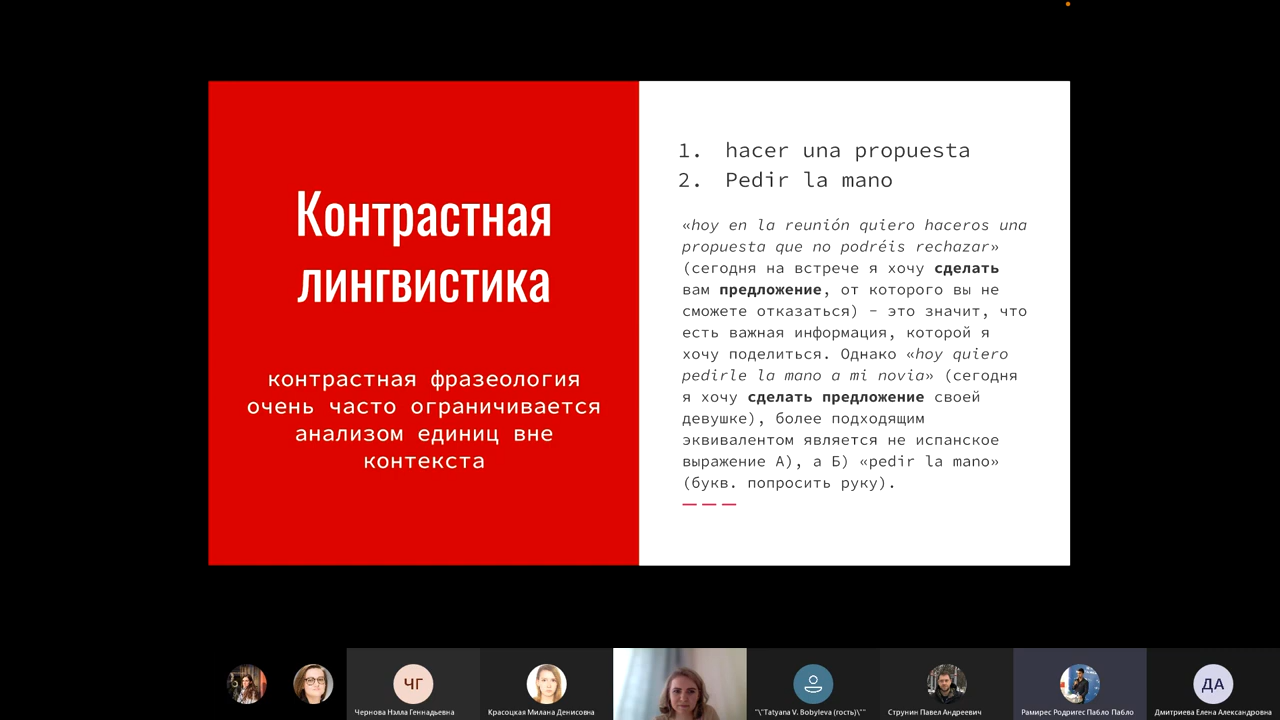 Контрастная
лингвистика
контрастная фразеология
очень часто ограничивается
анализом единиц вне
контекста
1. hacer una propuesta
2. Pedir la mano
«hoy en la reunión quiero haceros una
propuesta que no podréis rechazar»
(сегодня на встрече я хочу сделать
вам предложение, от которого вы не
сможете отказаться) – это значит, что
есть важная информация, которой я
хочу поделиться. Однако «hoy quiero
pedirle la mano a mi novia» (сегодня
я хочу сделать предложение своей
девушке), более подходящим
эквивалентом является не испанское
выражение А), а Б) «pedir la mano»
(букв. попросить руку).
ЧГ
ДА
Чернова Нэлла Геннадьевна
Красоцкая Милана Денисовна
"\"Tatyana V. Bobyleva (гость)\""
Струнин Павел Андреевич
Рамирес Родригес Пабло Пабло
Дмитриева Елена Александровна